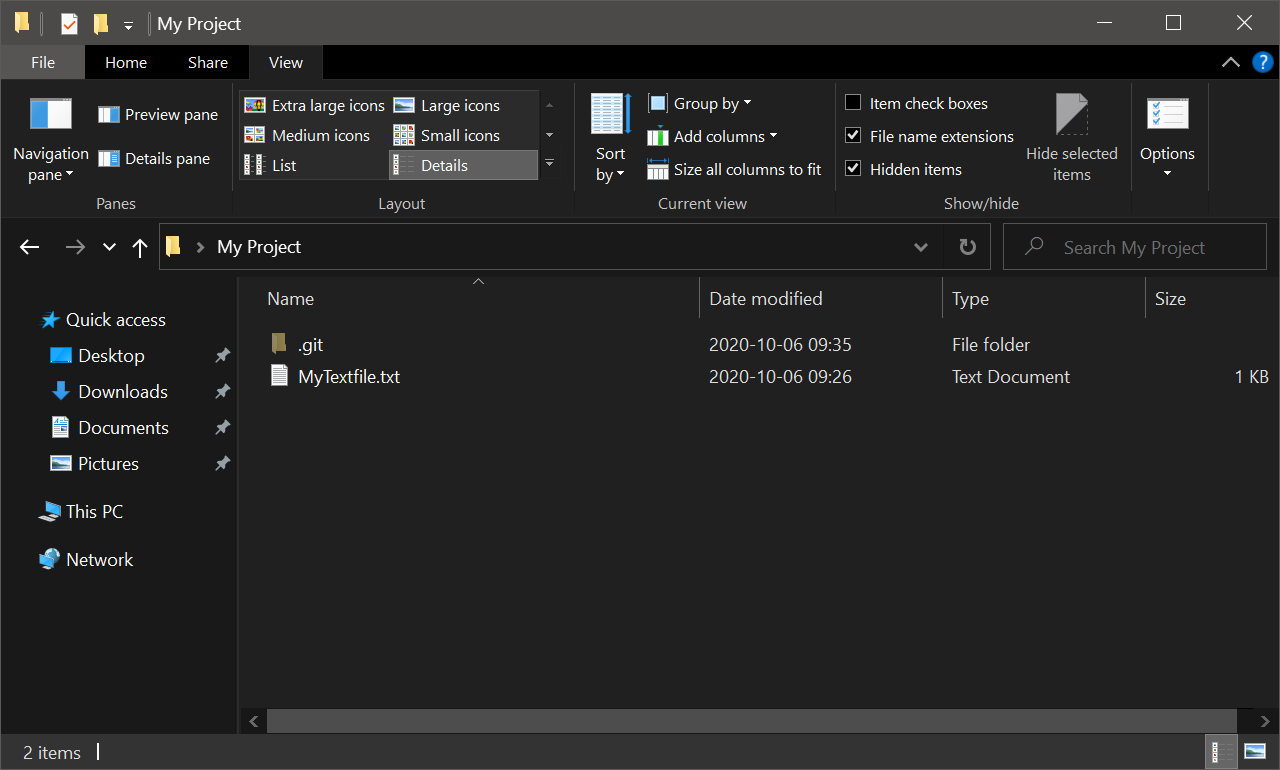 My Project
File Home Share View ?
Navigation pane
Preview pane
Details pane
Panes
Extra large icons Large icons
Medium icons Small icons
List Details
Layout
Sort by
Group by
Add columns
Size all columns to fit
Current view
Item check boxes
File name extensions
Hidden items
Hide selected items
Show/hide
Options
My Project
Search My Project
Quick access
Desktop
Downloads
Documents
Pictures
This PC
Network
Name Date modified Type Size
.git 2020-10-06 09:35 File folder
MyTextfile.txt 2020-10-06 09:26 Text Document 1 KB
2 items